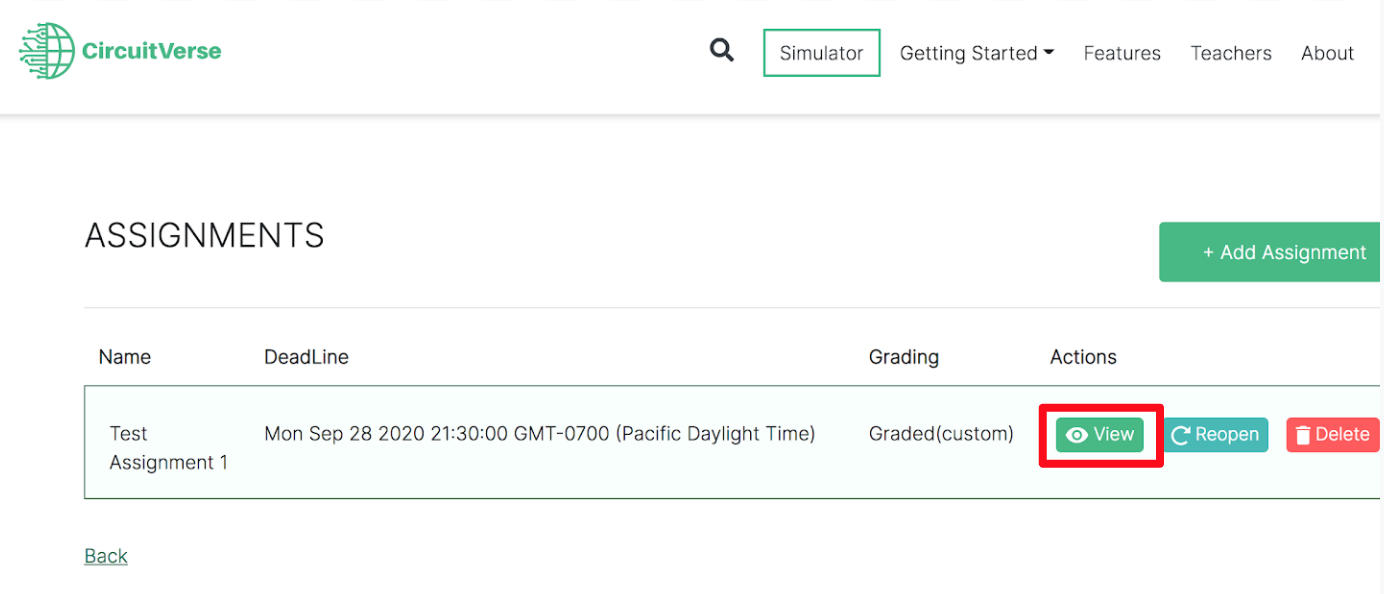 CircuitVerse
Simulator Getting Started Features Teachers About
ASSIGNMENTS
+ Add Assignment
Name DeadLine Grading Actions
Test Mon Sep 28 2020 21:30:00 GMT-0700 (Pacific Daylight Time) Graded(custom) View Reopen Delete
Assignment 1
Back